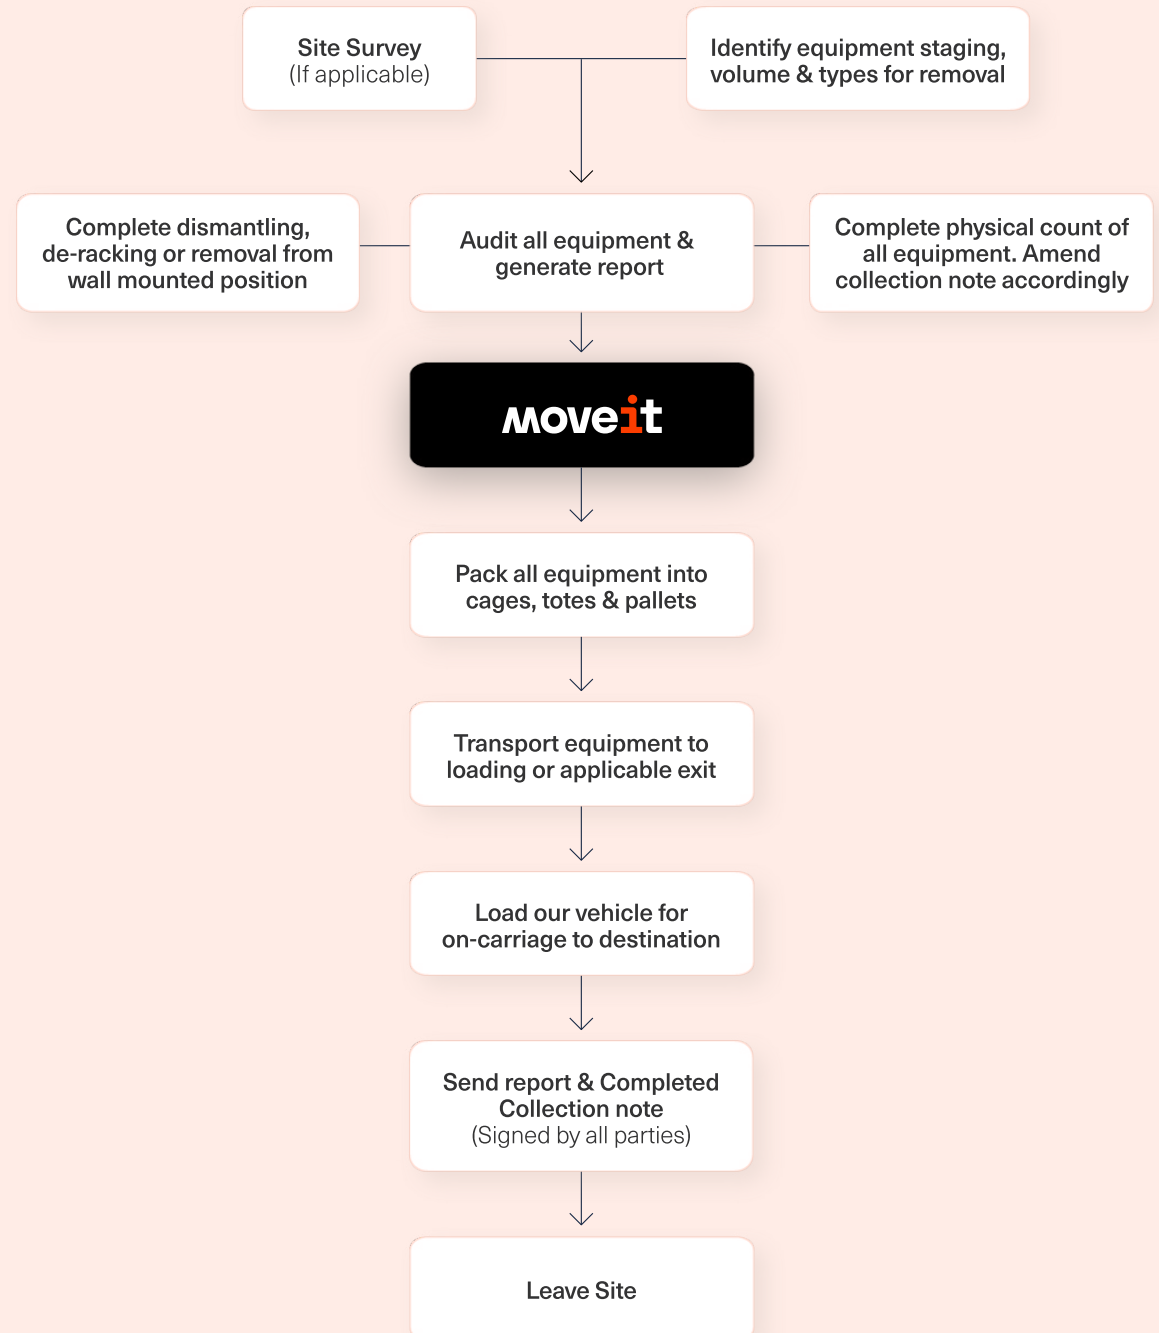 Site Survey
(If applicable)
Identify equipment staging,
volume & types for removal
Complete dismantling,
de-racking or removal from
wall mounted position
Audit all equipment &
generate report
Complete physical count of
all equipment. Amend
collection note accordingly
moveit
Pack all equipment into
cages, totes & pallets
Transport equipment to
loading or applicable exit
Load our vehicle for
on-carriage to destination
Send report & Completed
Collection note
(Signed by all parties)
Leave Site